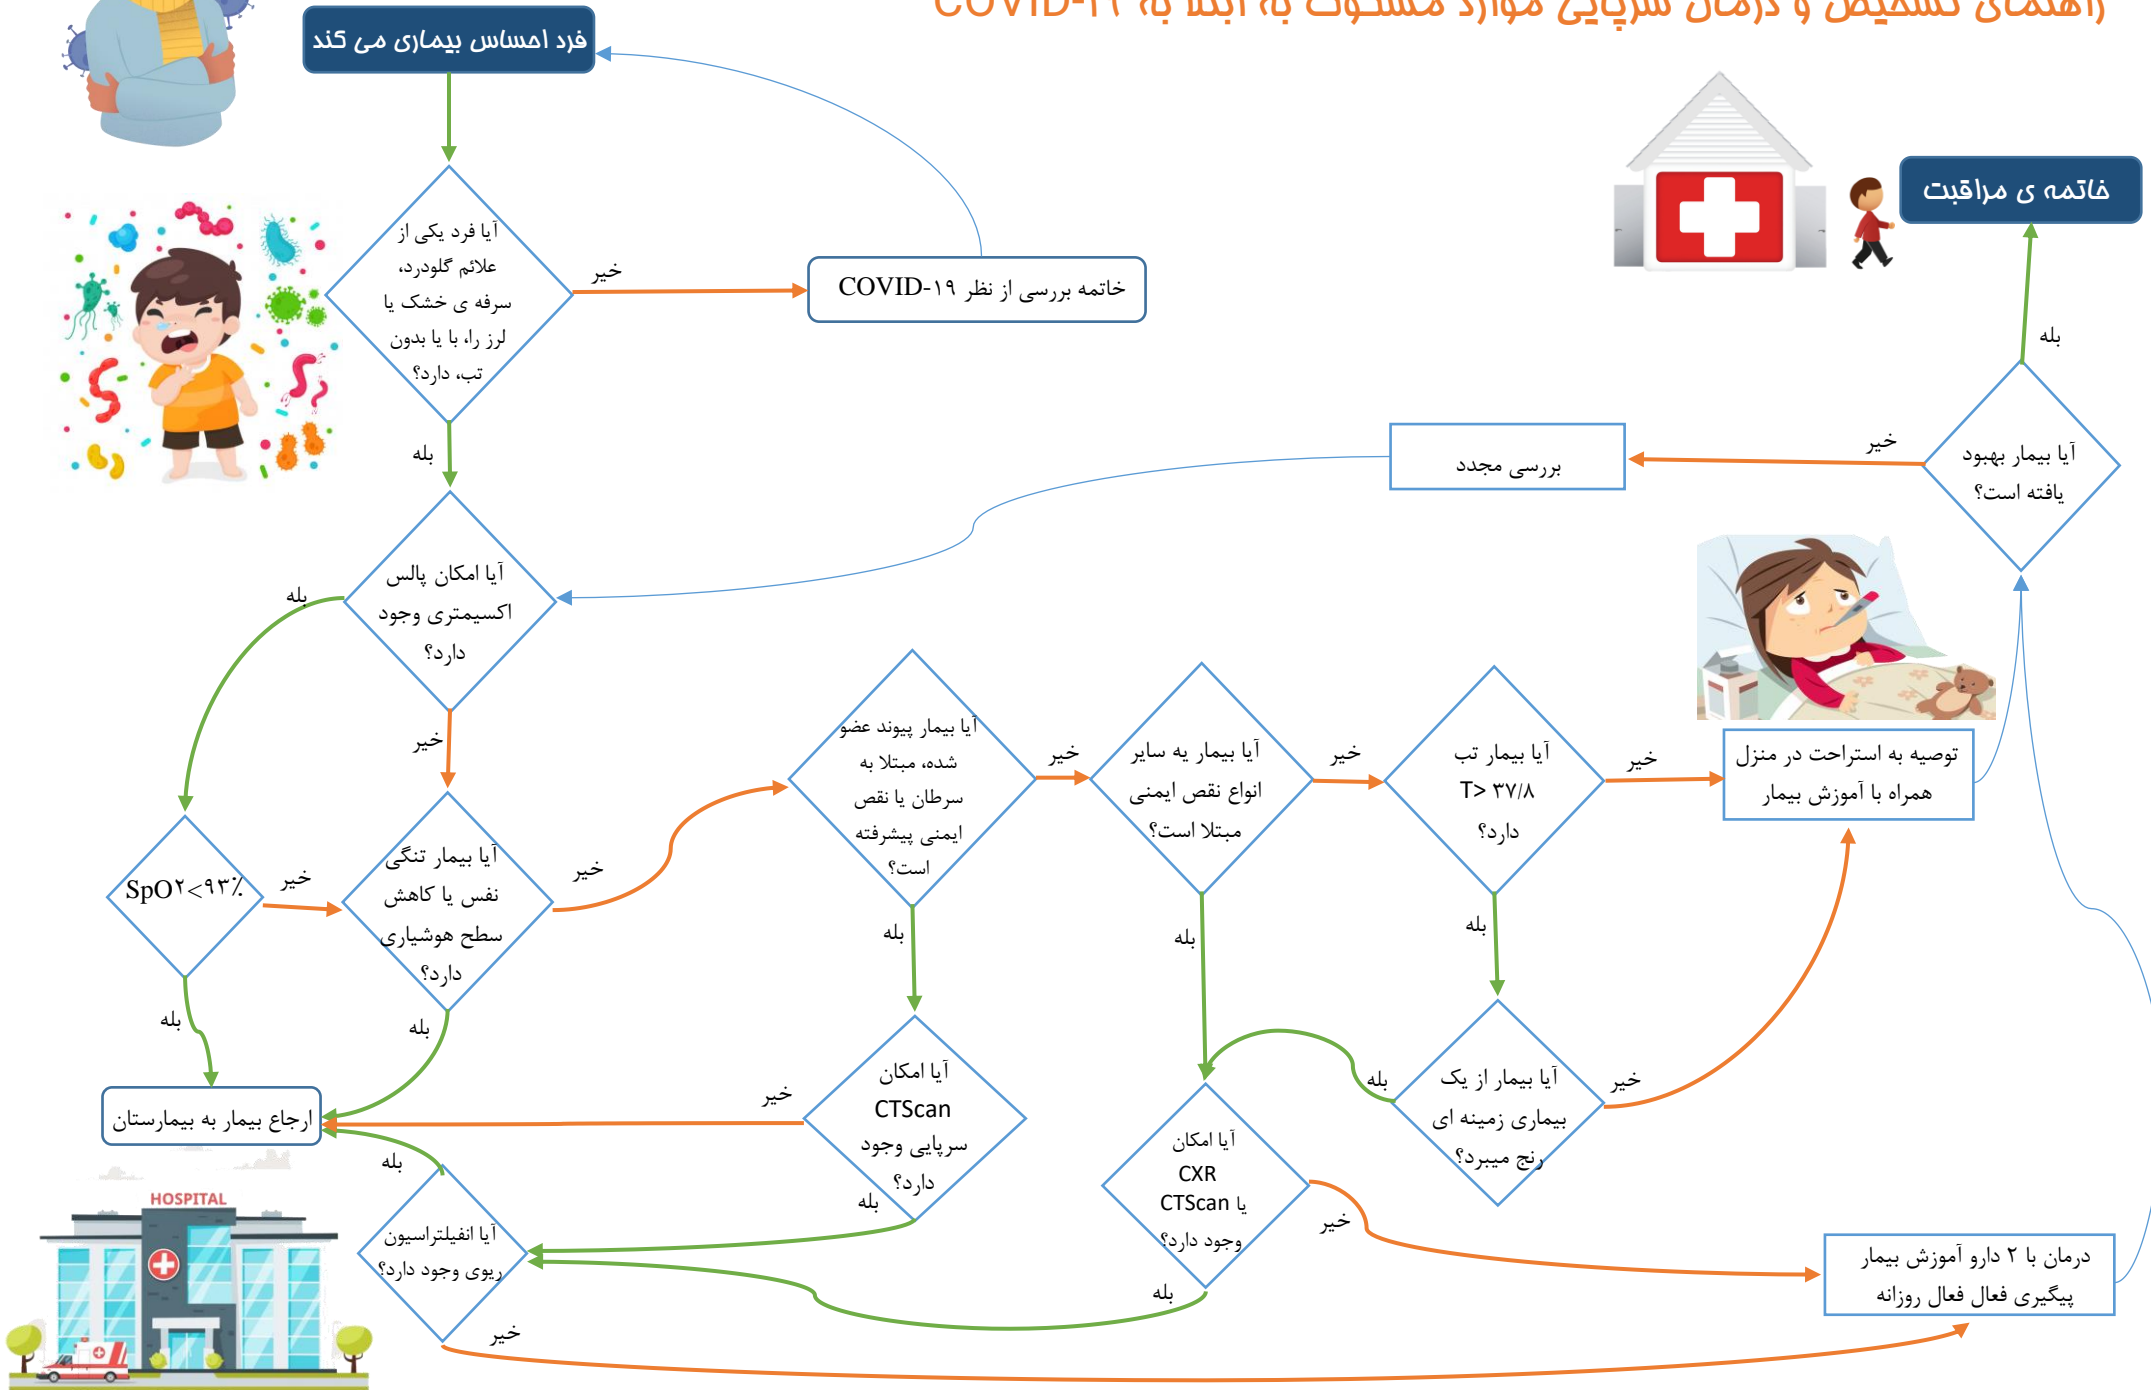 راهنمای تشخیص و درمان سرپایی موارد مشکوک به ابتلا به COVID-۱۹
فرد احساس بیماری می کند
خاتمه ی مراقبت
آیا فرد یکی از
علائم گلودرد،
سرفه ی خشک یا
لرز را، با یا بدون
تب، دارد؟
خیر
خاتمه بررسی از نظر COVID-۱۹
بله
بله
آیا بیمار بهبود
یافته است؟
خیر
بررسی مجدد
آیا امکان پالس
اکسیمتری وجود
دارد؟
بله
خیر
SpO۲<۹۳٪
خیر
بله
آیا بیمار تنگی
نفس یا کاهش
سطح هوشیاری
دارد؟
خیر
بله
آیا بیمار پیوند عضو
شده، مبتلا به
سرطان یا نقص
ایمنی پیشرفته
است؟
خیر
بله
آیا بیمار یه سایر
انواع نقص ایمنی
مبتلا است؟
خیر
بله
آیا بیمار تب
T> ۳۷/۸
دارد؟
خیر
بله
توصیه به استراحت در منزل
همراه با آموزش بیمار
آیا بیمار از یک
بیماری زمینه ای
رنج میبرد؟
خیر
بله
آیا امکان
CTScan
سرپایی وجود
دارد؟
خیر
بله
آیا امکان
CXR
یا CTScan
وجود دارد؟
خیر
بله
ارجاع بیمار به بیمارستان
آیا انفیلتراسیون
ریوی وجود دارد؟
بله
خیر
درمان با ۲ دارو آموزش بیمار
پیگیری فعال فعال روزانه
HOSPITAL